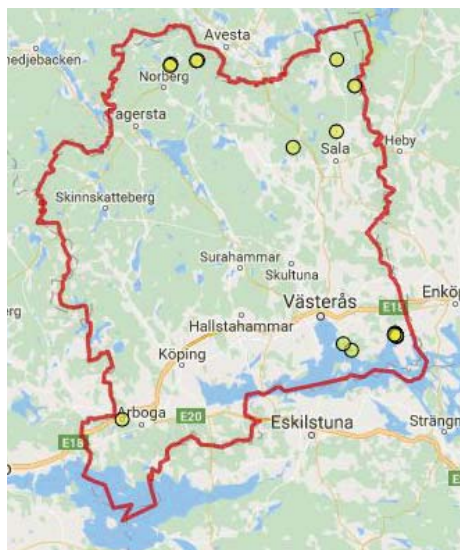 Avesta
nedjebacken
Norberg
agersta
Sala
Heby
Skinnskatteberg
Surahammar
Skultuna
E18
Västerås
Enköp
Hallstahammar
erg
Köping
Arboga
E20
E18
Eskilstuna
Strängn
E